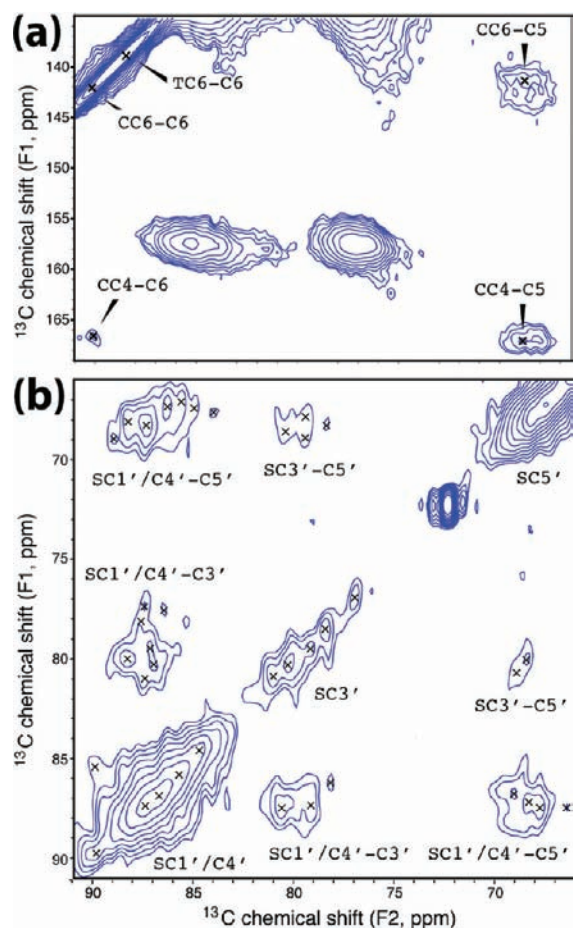 (a)
CC6-C5
140
TC6-C6
145
CC6-C6
150
155
160
CC4-C6
CC4-C5
165
13C chemical shift (F1, ppm)
(b)
70
SC1'/C4'-C5'
SC3'-C5'
SC5'
75
SC1'/C4'-C3'
80
SC3'
SC3'-C5'
85
90
SC1'/C4'
SC1'/C4'-C3'
SC1'/C4'-C5'
13C chemical shift (F1, ppm)
90 85 80 75 70
13C chemical shift (F2, ppm)